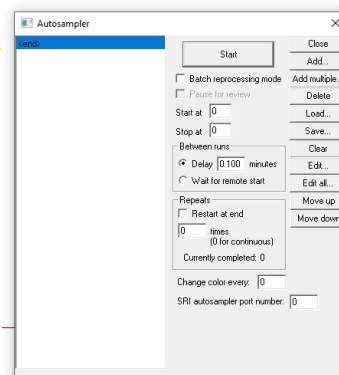 Autosampler
<end>
Start
Batch reprocessing mode
Pause for review
Start at 0
Stop at 0
Between runs
Delay 0.100 minutes
Wait for remote start
Repeats
Restart at end
0 times
(0 for continuous)
Currently completed: 0
Change color every: 0
SRI autosampler port number: 0
Close
Add...
Add multiple.
Delete
Load...
Save...
Clear
Edit...
Edit all...
Move up
Move down